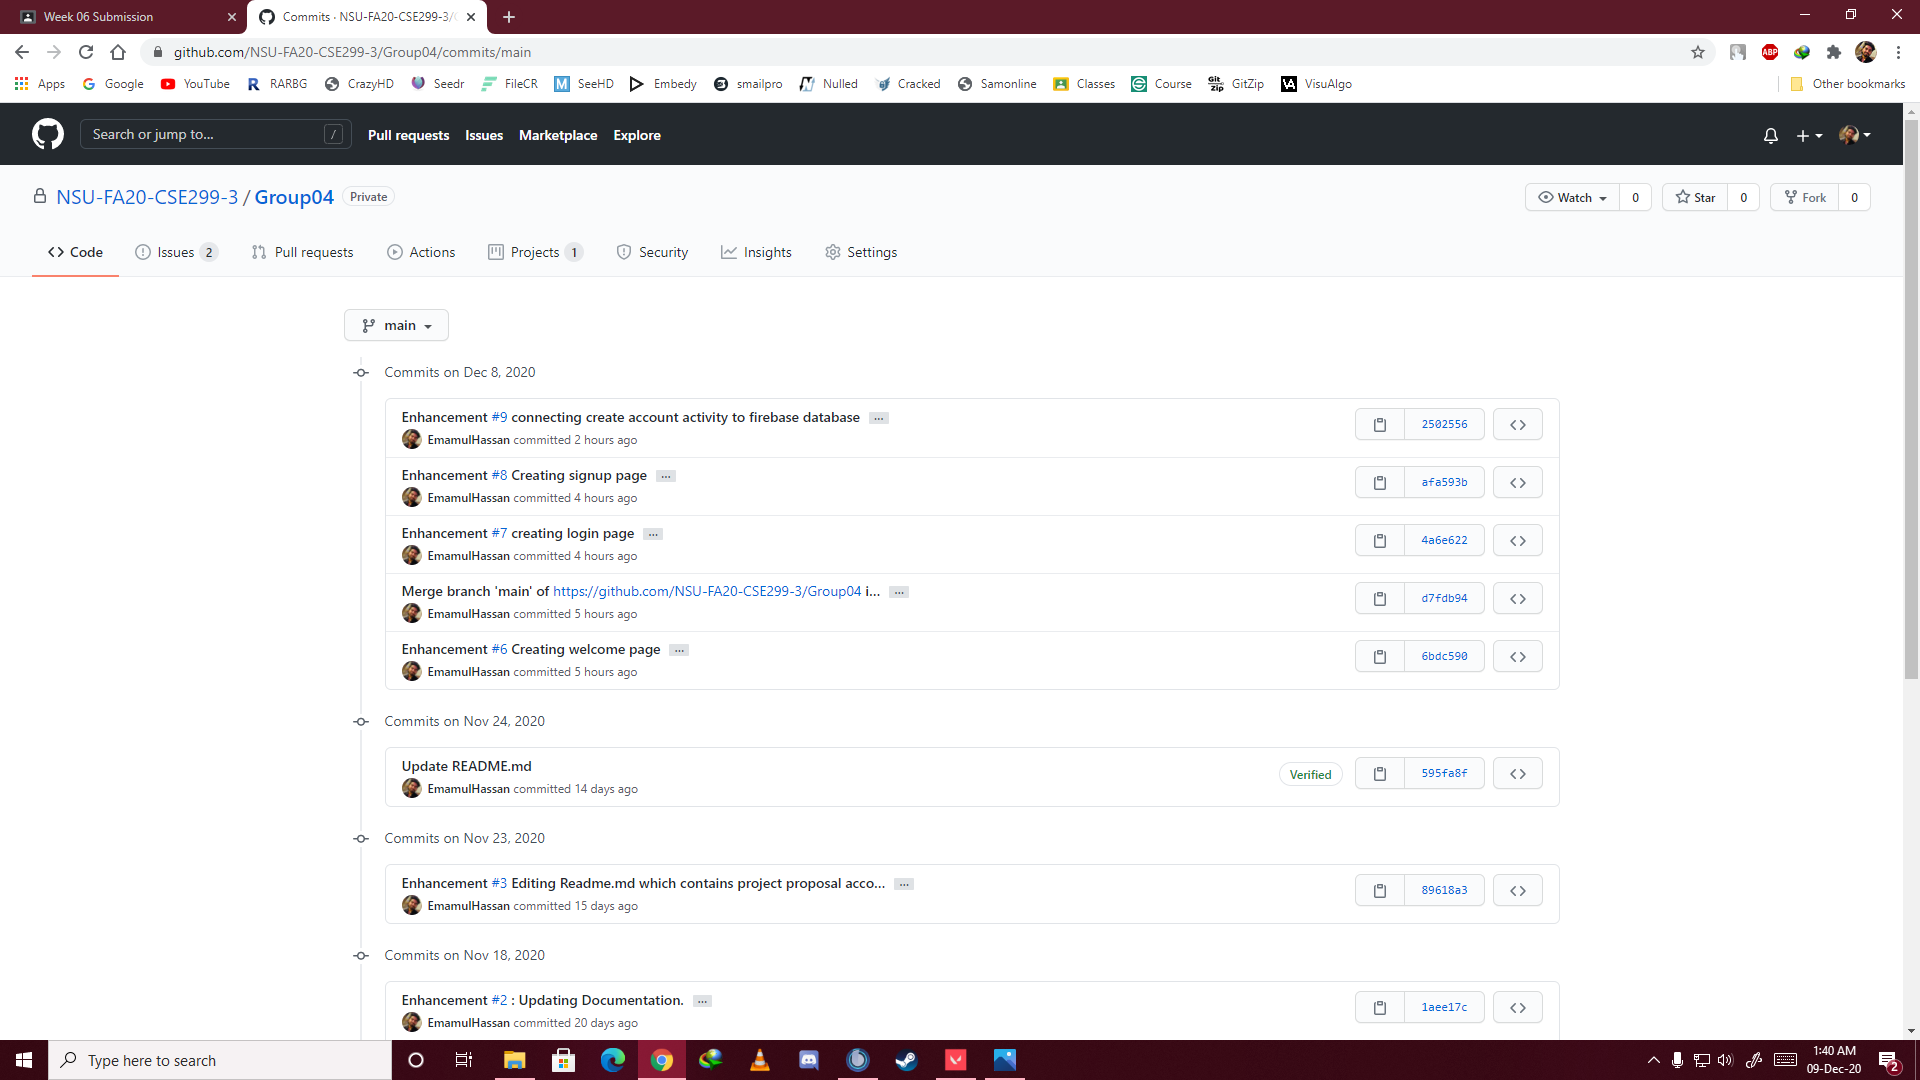 Week 06 Submission
Commits · NSU-FA20-CSE299-3/
github.com/NSU-FA20-CSE299-3/Group04/commits/main
ABP
Apps Google YouTube RARBG CrazyHD Seedr FileCR SeeHD Embedy smailpro Nulled Cracked Samonline Classes Course GitZip VisuAlgo Other bookmarks
Search or jump to... / Pull requests Issues Marketplace Explore
NSU-FA20-CSE299-3 / Group04 Private Watch 0 Star 0 Fork 0
Code Issues 2 Pull requests Actions Projects 1 Security Insights Settings
main
Commits on Dec 8, 2020
Enhancement #9 connecting create account activity to firebase database ...
EmamulHassan committed 2 hours ago
2502556
Enhancement #8 Creating signup page ...
EmamulHassan committed 4 hours ago
afa593b
Enhancement #7 creating login page ...
EmamulHassan committed 4 hours ago
4a6e622
Merge branch 'main' of https://github.com/NSU-FA20-CSE299-3/Group04 i... ...
EmamulHassan committed 5 hours ago
d7fdb94
Enhancement #6 Creating welcome page ...
EmamulHassan committed 5 hours ago
6bdc590
Commits on Nov 24, 2020
Update README.md
EmamulHassan committed 14 days ago
Verified 595fa8f
Commits on Nov 23, 2020
Enhancement #3 Editing Readme.md which contains project proposal acco... ...
EmamulHassan committed 15 days ago
89618a3
Commits on Nov 18, 2020
Enhancement #2 : Updating Documentation. ...
EmamulHassan committed 20 days ago
1aee17c
Type here to search
1:40 AM
09-Dec-20
2